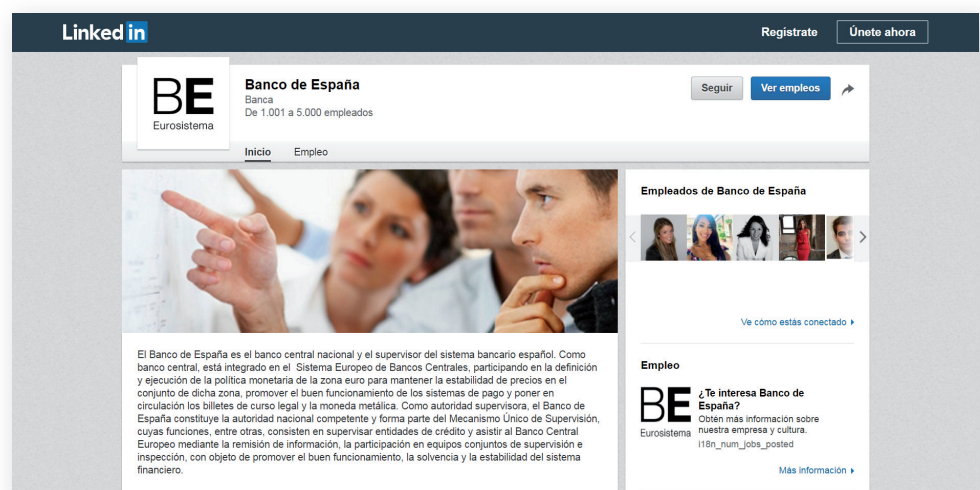 Linked in
Regístrate
Únete ahora
BE
Eurosistema
Banco de España
Banca
De 1.001 a 5.000 empleados
Seguir
Ver empleos
Inicio
Empleo
El Banco de España es el banco central nacional y el supervisor del sistema bancario español. Como
banco central, está integrado en el Sistema Europeo de Bancos Centrales, participando en la definición
y ejecución de la política monetaria de la zona euro para mantener la estabilidad de precios en el
conjunto de dicha zona, promover el buen funcionamiento de los sistemas de pago y poner en
circulación los billetes de curso legal y la moneda metálica. Como autoridad supervisora, el Banco de
España constituye la autoridad nacional competente y forma parte del Mecanismo Único de Supervisión,
cuyas funciones, entre otras, consisten en supervisar entidades de crédito y asistir al Banco Central
Europeo mediante la remisión de información, la participación en equipos conjuntos de supervisión e
inspección, con objeto de promover el buen funcionamiento, la solvencia y la estabilidad del sistema
financiero.
Empleados de Banco de España
Ve cómo estás conectado
Empleo
BE
Eurosistema
¿Te interesa Banco de
España?
Obtén más información sobre
nuestra empresa y cultura.
i18n_num_jobs_posted
Más información